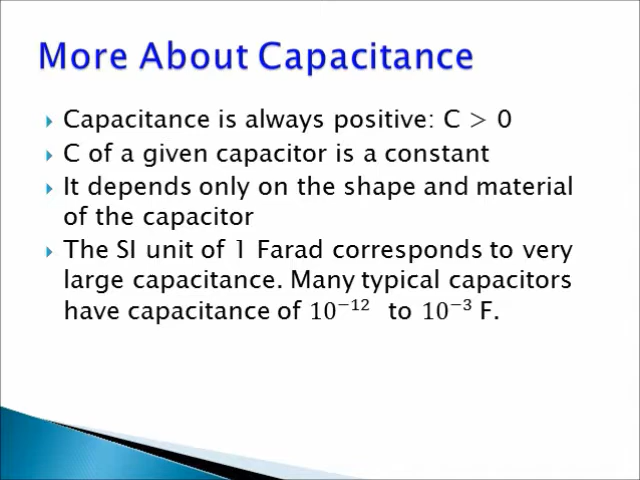 More About Capacitance
Capacitance is always positive: C > 0
C of a given capacitor is a constant
It depends only on the shape and material
of the capacitor
The SI unit of 1 Farad corresponds to very
large capacitance. Many typical capacitors
have capacitance of 10⁻¹² to 10⁻³ F.